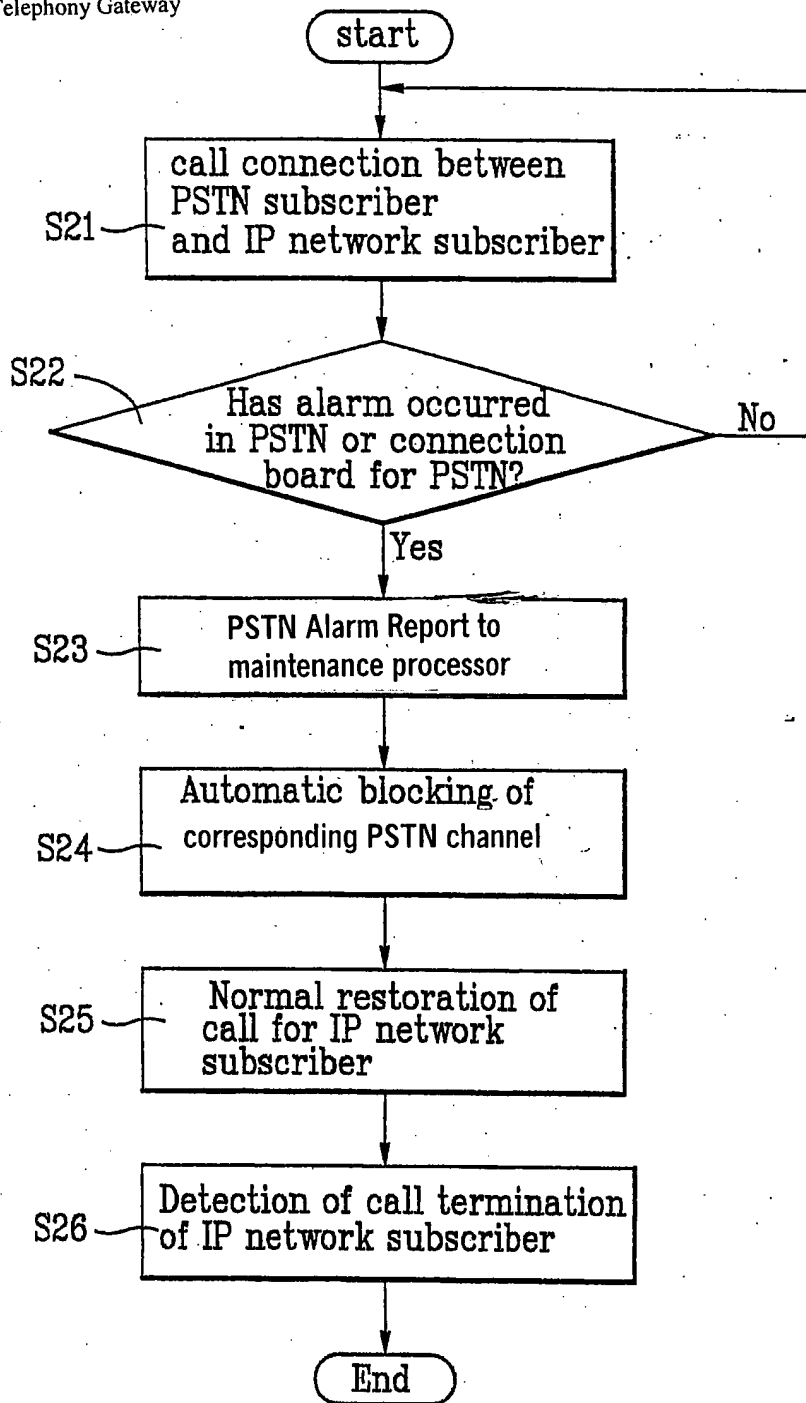 Telephony Gateway
start
call connection between
PSTN subscriber
and IP network subscriber
S21
S22
Has alarm occurred
in PSTN or connection
board for PSTN?
No
Yes
S23
PSTN Alarm Report to
maintenance processor
Automatic blocking of
corresponding PSTN channel
S24
Normal restoration of
call for IP network
subscriber
S25
Detection of call termination
of IP network subscriber
S26
End